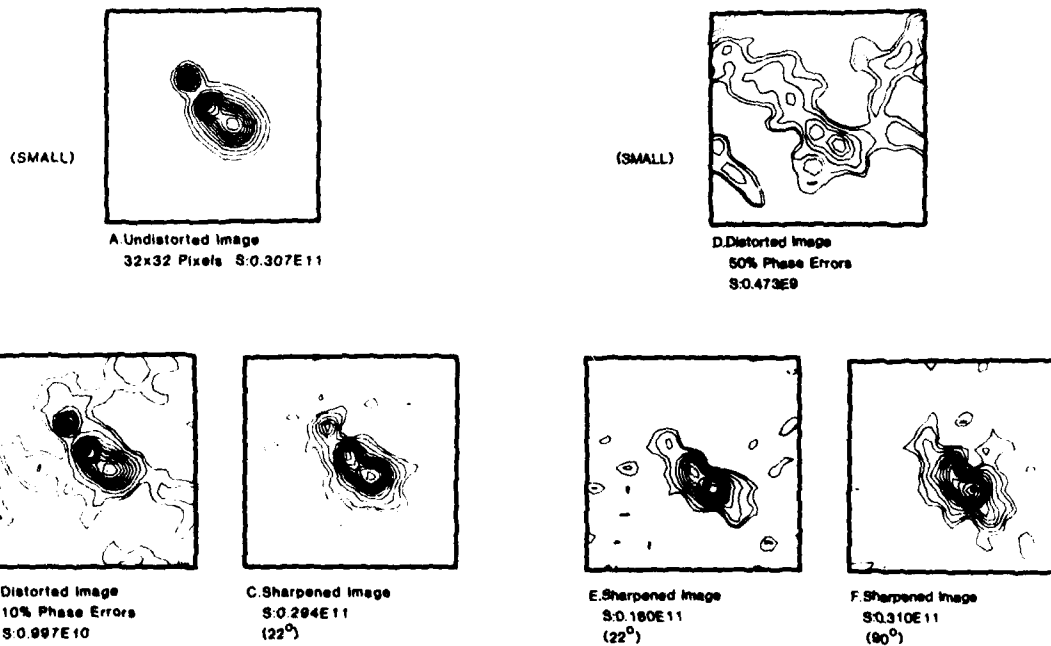 (SMALL)
A.Undistorted Image
32x32 Pixels S:0.307E11
(SMALL)
D.Distorted Image
50% Phase Errors
S:0.473E9
Distorted Image
10% Phase Errors
S:0.997E10
C.Sharpened Image
S:0.294E11
(22°)
E.Sharpened Image
S:0.160E11
(22°)
F.Sharpened Image
S:0.310E11
(90°)